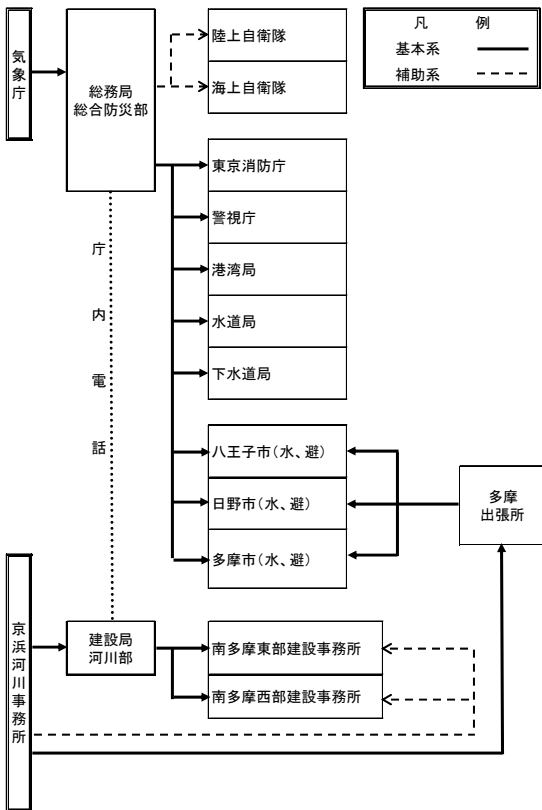 気象庁
総務局
総合防災部
陸上自衛隊
海上自衛隊
凡　例
基本系
補助系
東京消防庁
警視庁
港湾局
水道局
下水道局
庁内電話
八王子市（水、避）
日野市（水、避）
多摩市（水、避）
多摩
出張所
京浜河川事務所
建設局
河川部
南多摩東部建設事務所
南多摩西部建設事務所